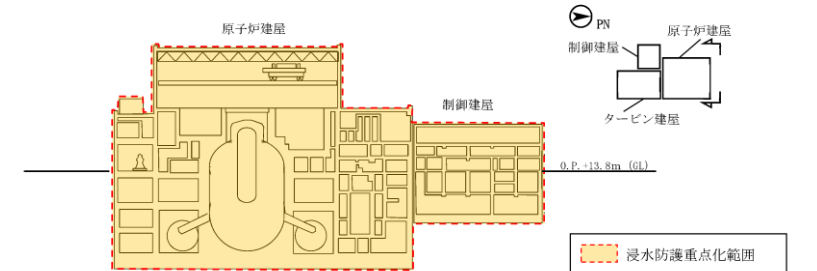 原子炉建屋
PN
原子炉建屋
制御建屋
タービン建屋
制御建屋
O.P.+13.8m (GL)
浸水防護重点化範囲